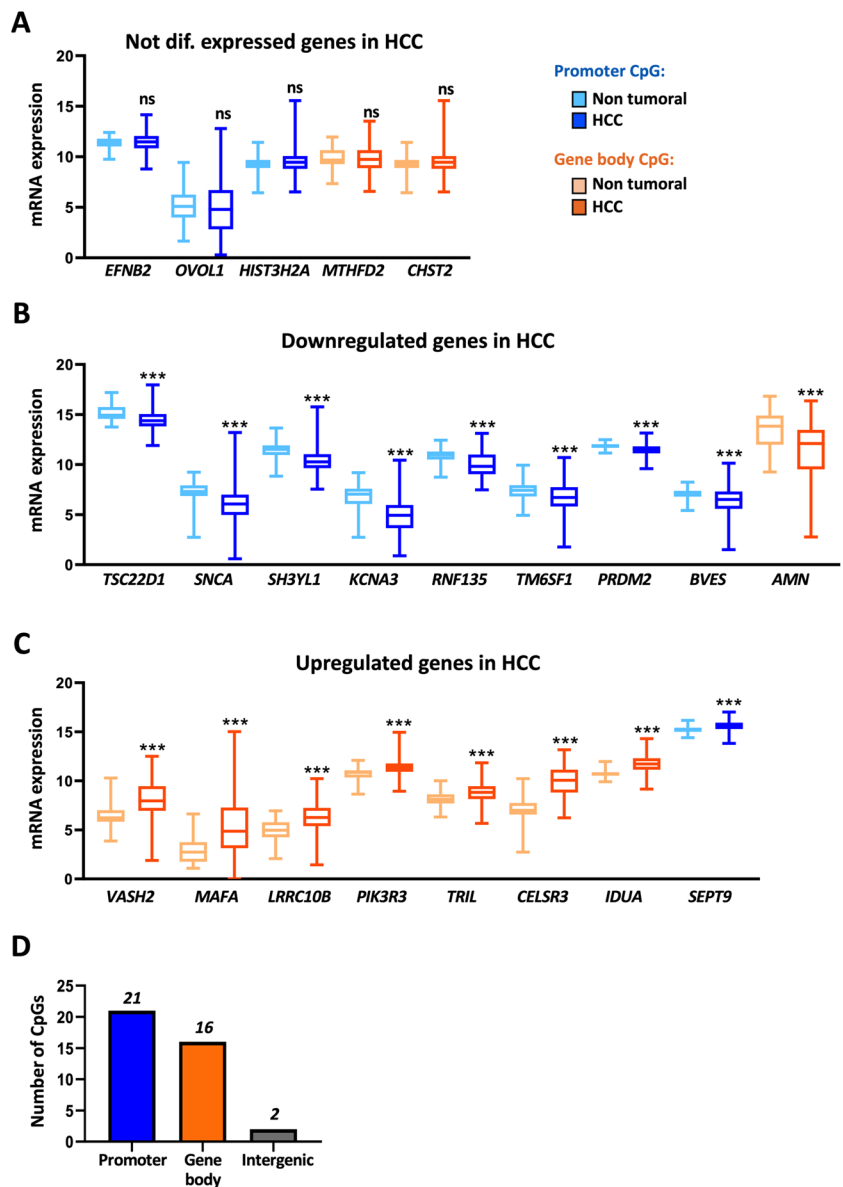 A
Not dif. expressed genes in HCC
20
15
10
5
0
mRNA expression
ns
ns
ns
ns
ns
EFNB2 OVOL1 HIST3H2A MTHFD2 CHST2
Promoter CpG:
Non tumoral
HCC
Gene body CpG:
Non tumoral
HCC
B
Downregulated genes in HCC
20
15
10
5
0
mRNA expression
*** *** *** *** *** *** *** *** ***
TSC22D1 SNCA SH3YL1 KCNA3 RNF135 TM6SF1 PRDM2 BVES AMN
C
Upregulated genes in HCC
20
15
10
5
0
mRNA expression
*** *** *** *** *** *** *** ***
VASH2 MAFA LRRC10B PIK3R3 TRIL CELSR3 IDUA SEPT9
D
25
20
15
10
5
0
Number of CpGs
21
16
2
Promoter Gene Intergenic
body